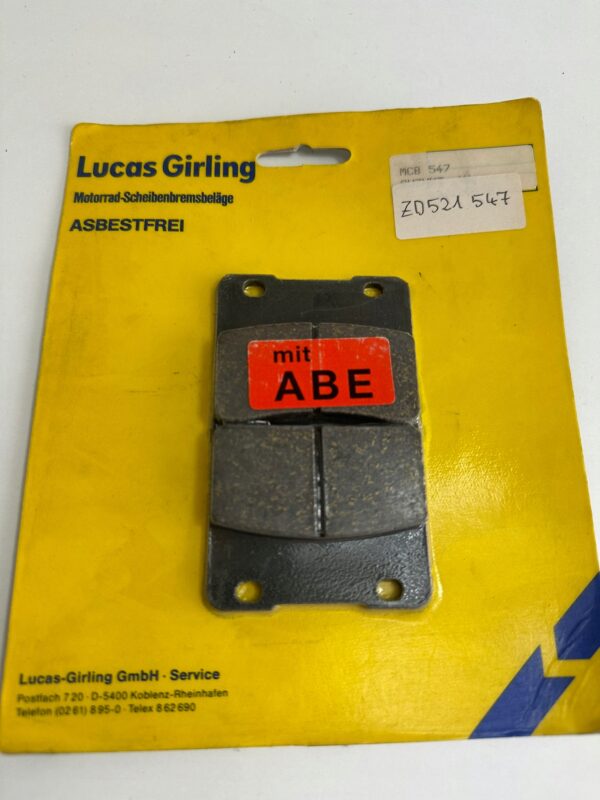 Lucas Girling
Motorrad-Scheibenbremsbeläge
ASBESTFREI
MCB 547
ZD521 547
mit
ABE
Lucas-Girling GmbH · Service
Postfach 720 · D-5400 Koblenz-Rheinhafen
Telefon (0261) 895-0 · Telex 862690